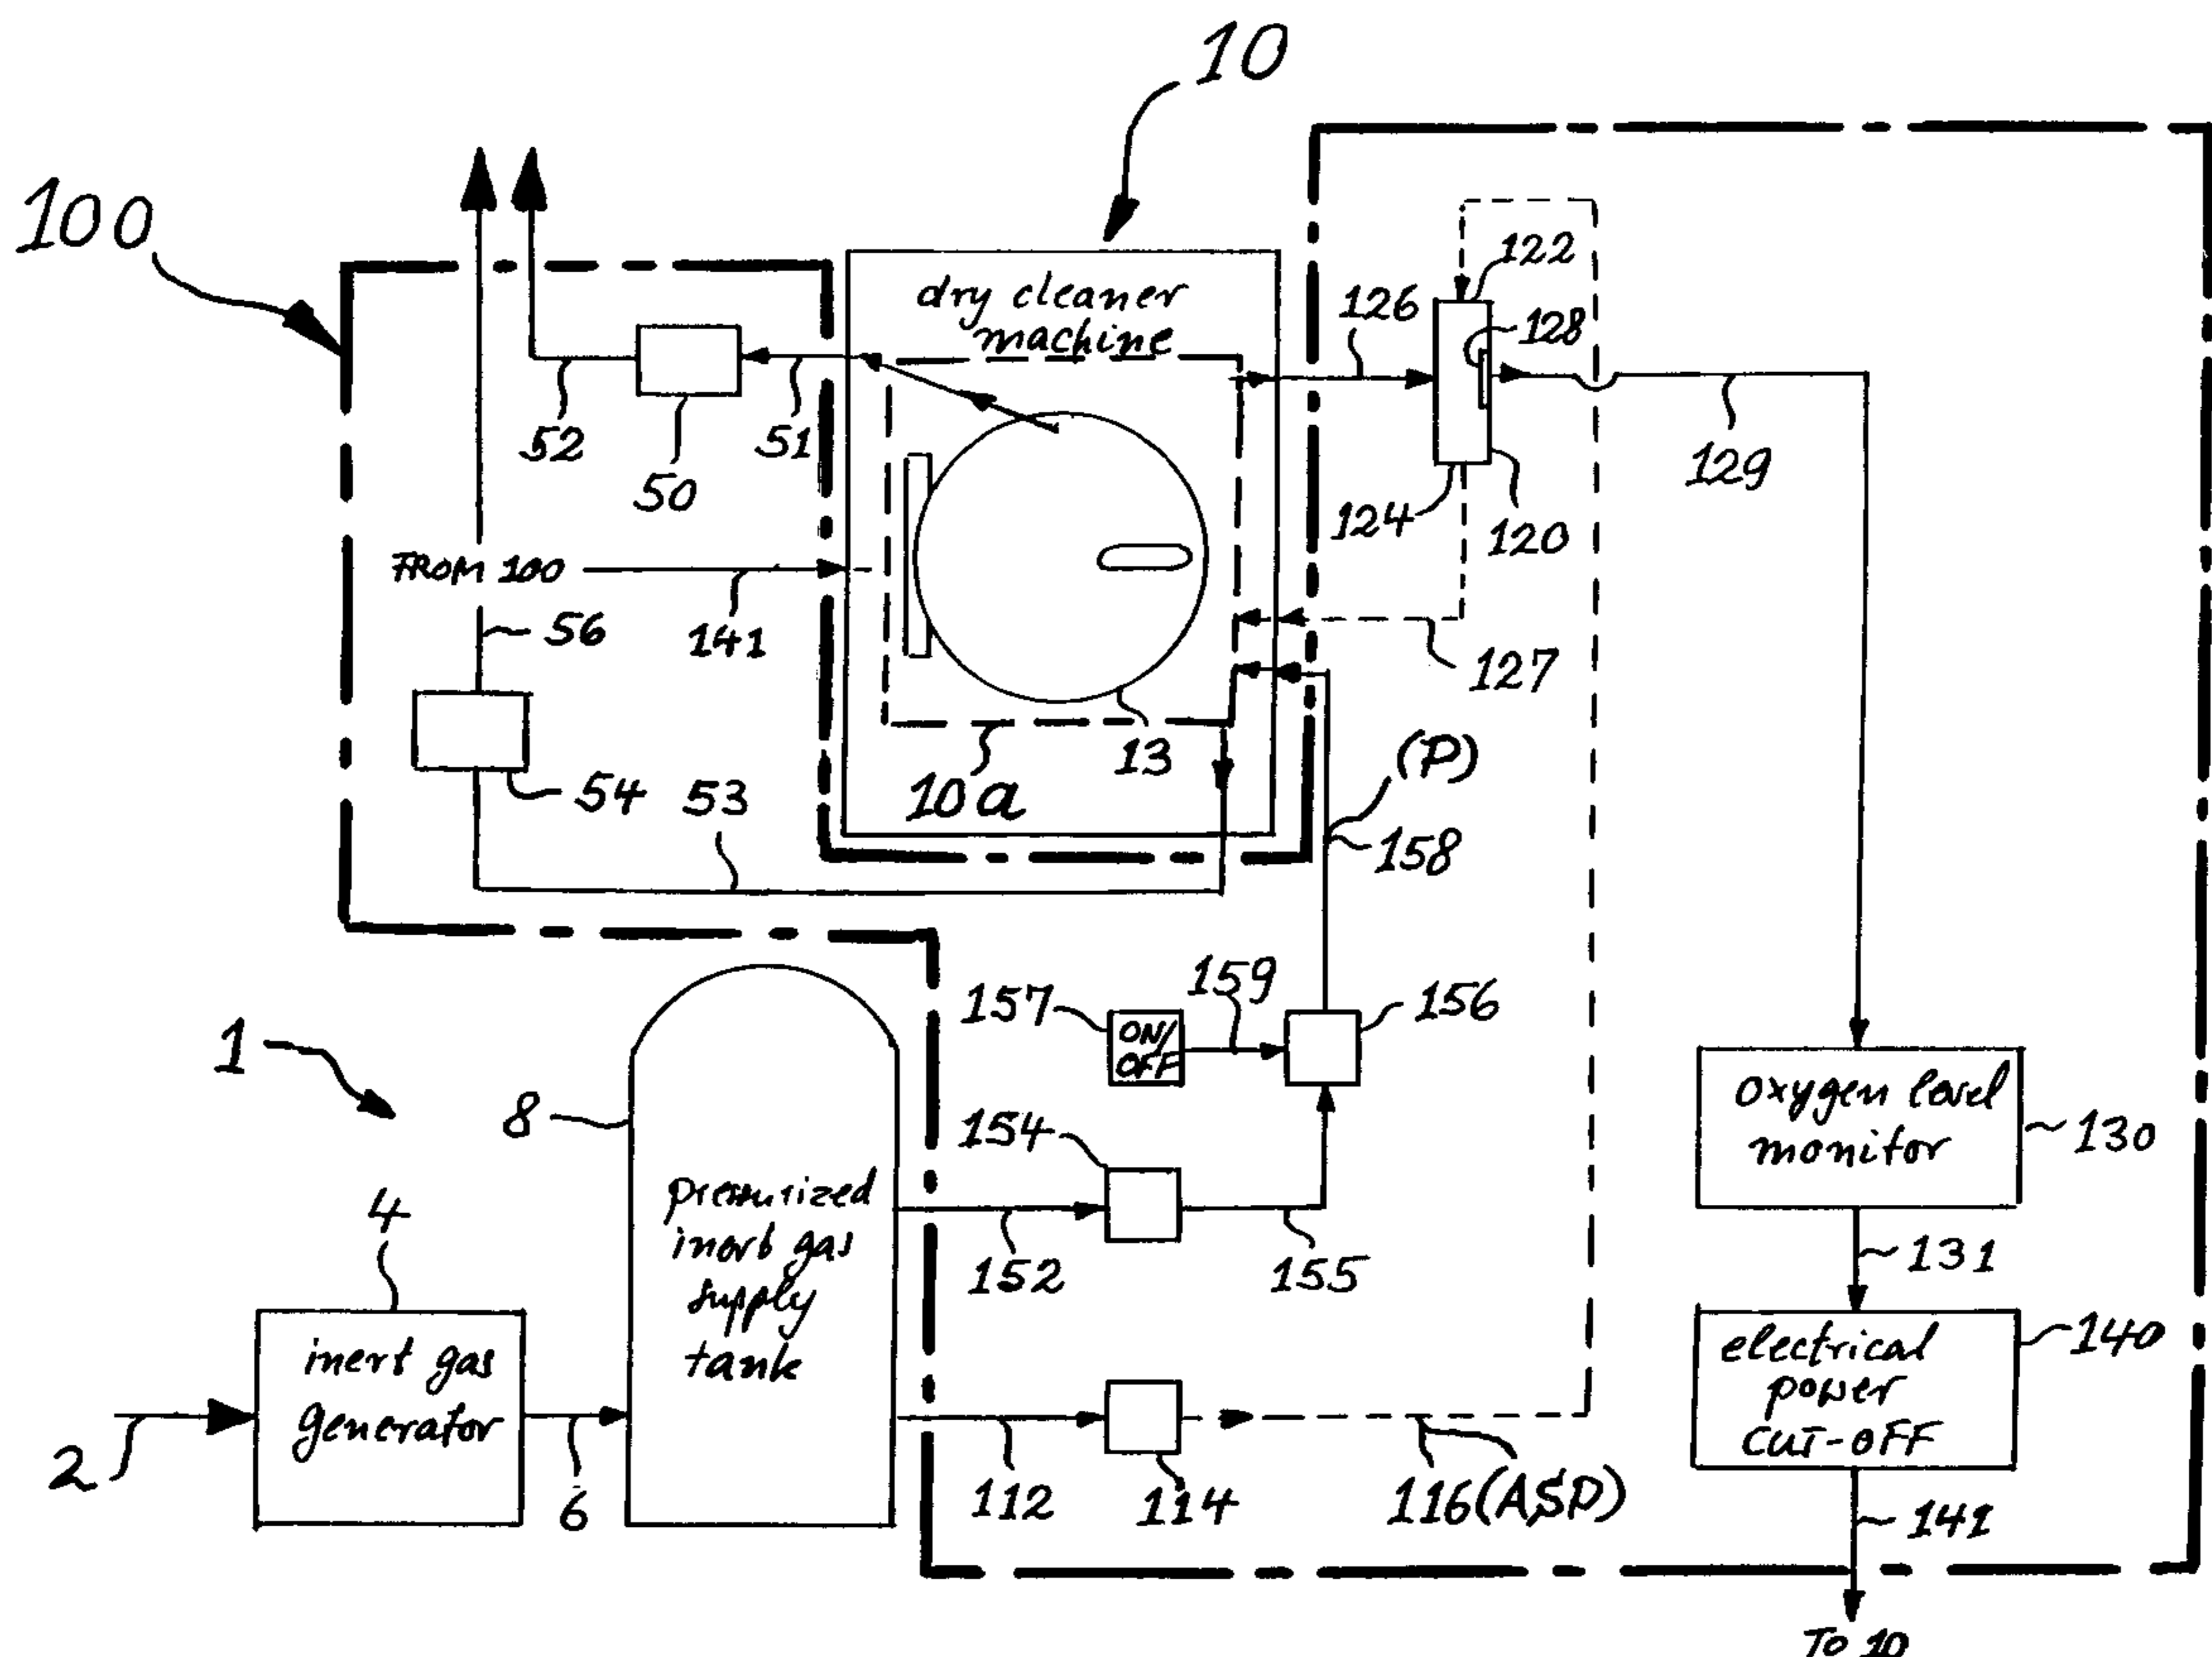 10
100
dry cleaner
machine
122
126
128
52
50
51
129
124
120
FROM 100
56
141
127
13
(P)
10a
54
53
158
157
159
156
ON/
OFF
1
8
154
oxygen level
monitor
130
pressurized
inert gas
supply
tank
152
155
131
4
inert gas
generator
electrical
power
CUT-OFF
140
2
6
112
114
116(ASP)
141
TO 10